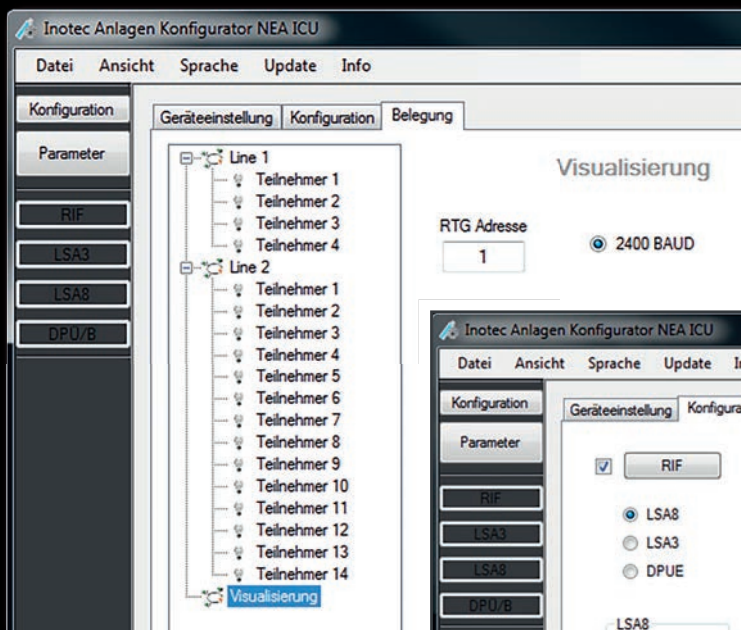 Inotec Anlagen Konfigurator NEA ICU
Datei Ansicht Sprache Update Info
Konfiguration
Parameter
RIF
LSA3
LSA8
DPÜ/B
Geräteeinstellung Konfiguration Belegung
Line 1
Teilnehmer 1
Teilnehmer 2
Teilnehmer 3
Teilnehmer 4
Line 2
Teilnehmer 1
Teilnehmer 2
Teilnehmer 3
Teilnehmer 4
Teilnehmer 5
Teilnehmer 6
Teilnehmer 7
Teilnehmer 8
Teilnehmer 9
Teilnehmer 10
Teilnehmer 11
Teilnehmer 12
Teilnehmer 13
Teilnehmer 14
Visualisierung
Visualisierung
RTG Adresse
1
2400 BAUD
Inotec Anlagen Konfigurator NEA ICU
Datei Ansicht Sprache Update
Konfiguration
Parameter
RIF
LSA3
LSA8
DPÜ/B
Geräteeinstellung Konfigura
RIF
LSA8
LSA3
DPUE
LSA8